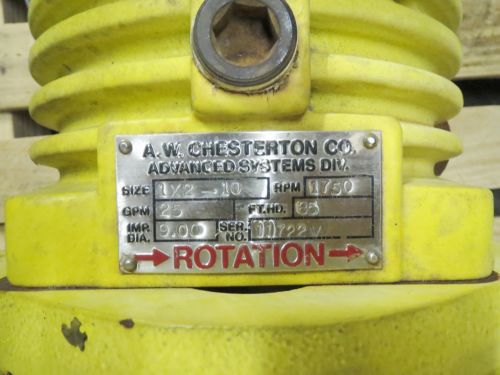 A.W. CHESTERTON CO.
ADVANCED SYSTEMS DIV.
SIZE 1X2-10 RPM 1750
GPM 25 FT.HD. 85
IMP. DIA. 9.00 SER. NO.
ROTATION